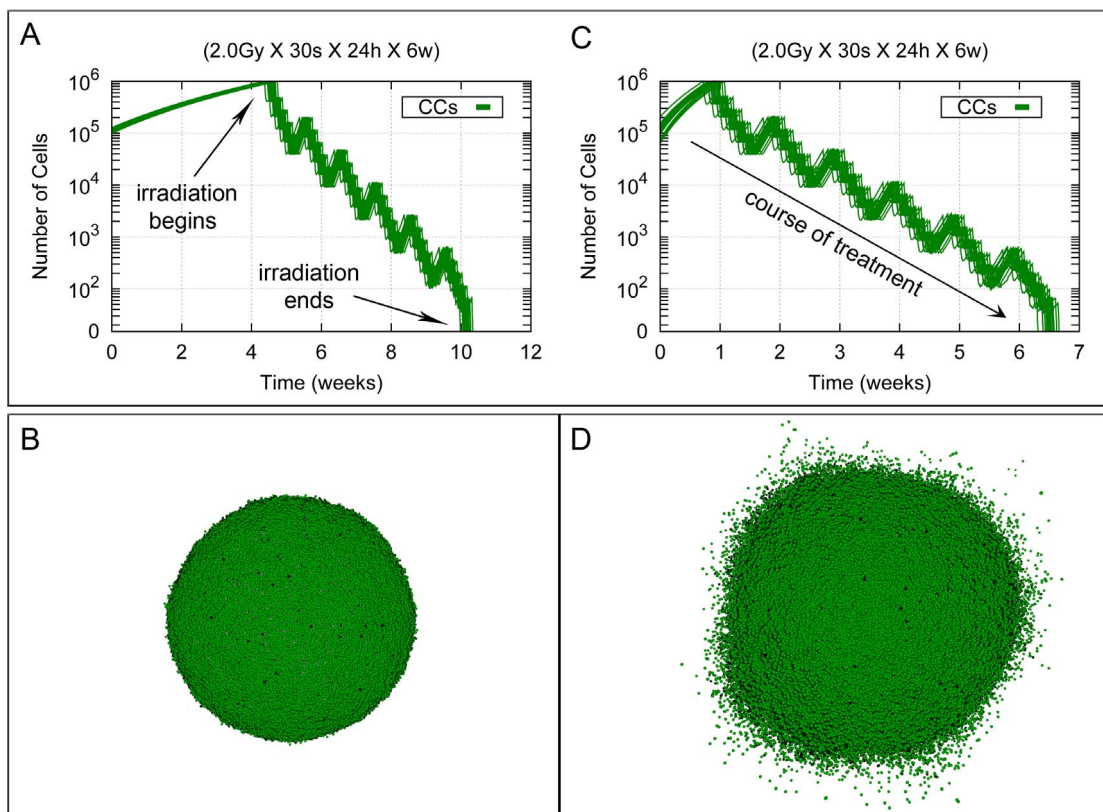 A
(2.0Gy X 30s X 24h X 6w)
Number of Cells
10^6
10^5
10^4
10^3
10^2
0
CCs
irradiation
begins
irradiation
ends
0 2 4 6 8 10 12
Time (weeks)
C
(2.0Gy X 30s X 24h X 6w)
Number of Cells
10^6
10^5
10^4
10^3
10^2
0
CCs
course of treatment
0 1 2 3 4 5 6 7
Time (weeks)
B
D